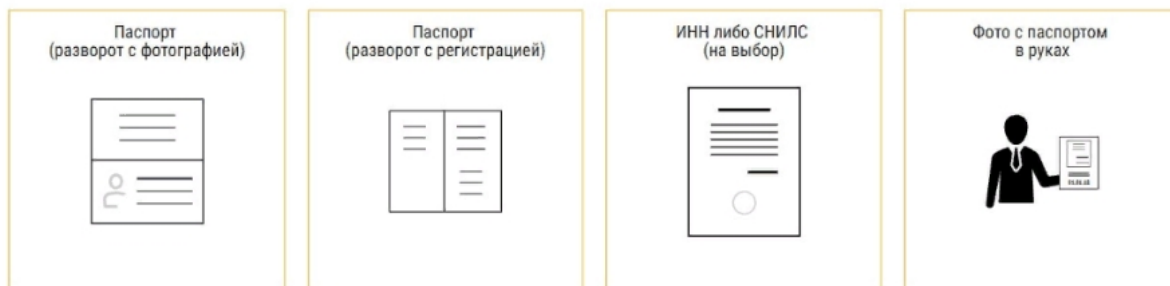 Паспорт
(разворот с фотографией)
Паспорт
(разворот с регистрацией)
ИНН либо СНИЛС
(на выбор)
Фото с паспортом
в руках